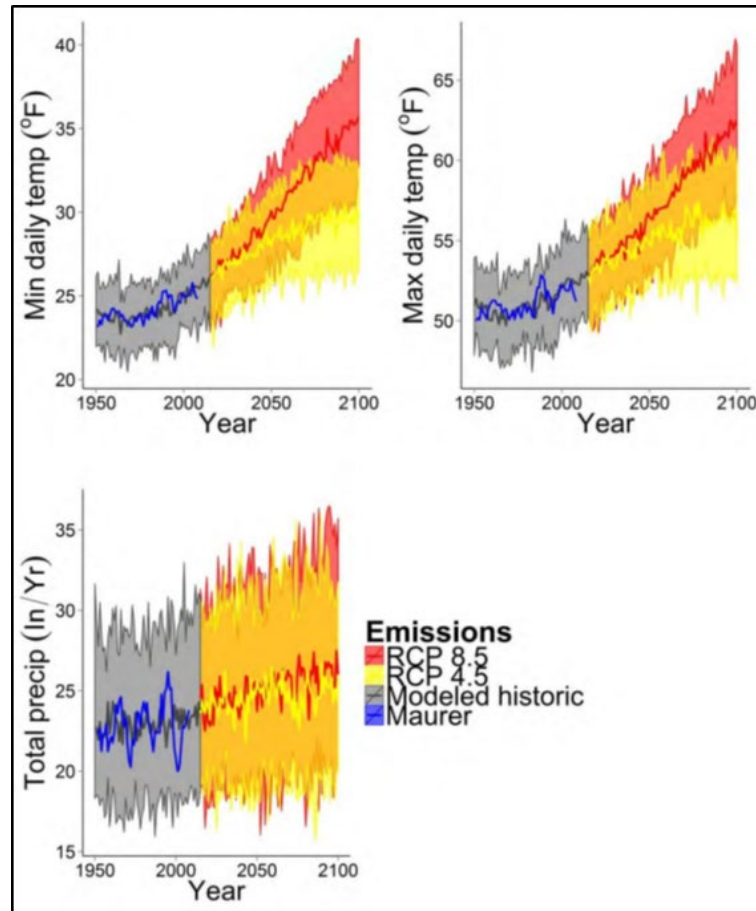 Min daily temp (°F)
40
35
30
25
20
1950 2000 2050 2100
Year
Max daily temp (°F)
65
60
55
50
1950 2000 2050 2100
Year
Total precip (In/Yr)
35
30
25
20
15
1950 2000 2050 2100
Year
Emissions
RCP 8.5
RCP 4.5
Modeled historic
Maurer